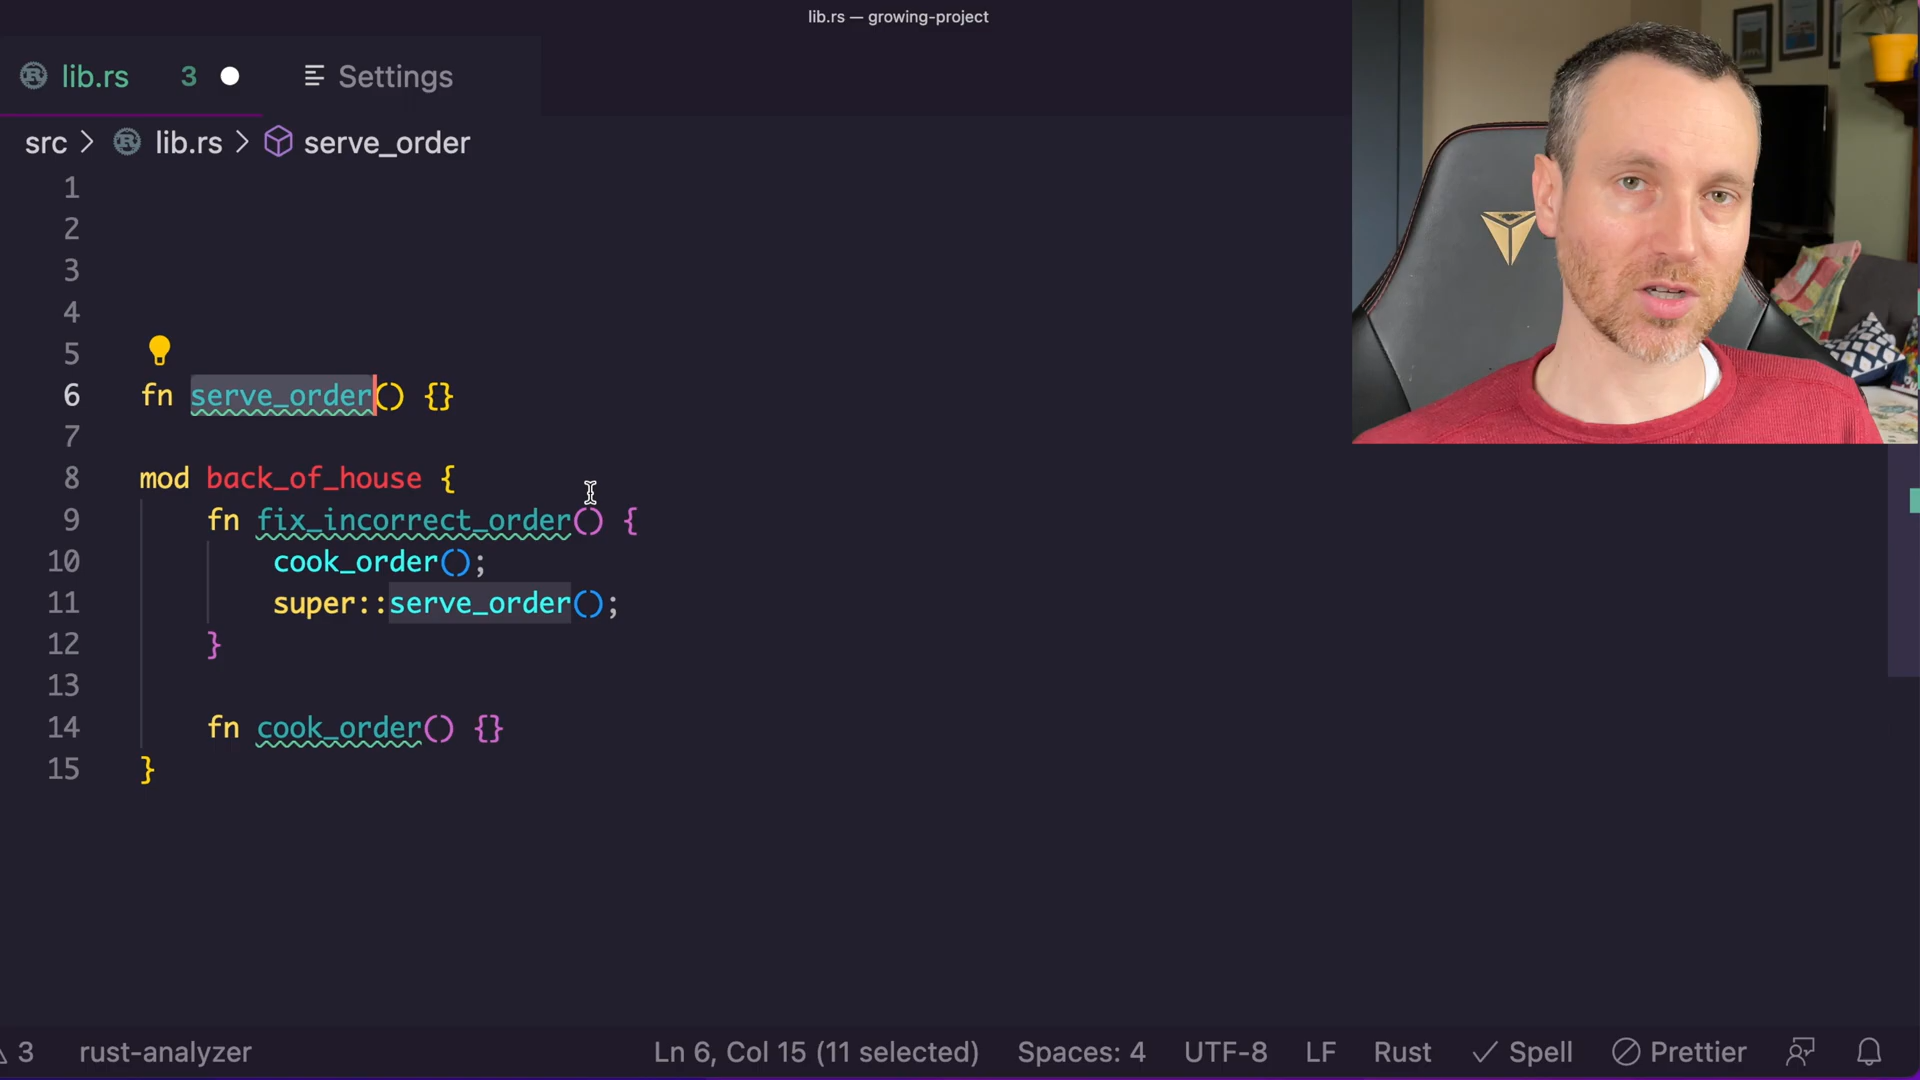 lib.rs — growing-project
lib.rs 3 Settings
src > lib.rs > serve_order
1
2
3
4
5
6 fn serve_order() {}
7
8 mod back_of_house {
9 fn fix_incorrect_order() {
10 cook_order();
11 super::serve_order();
12 }
13
14 fn cook_order() {}
15 }
3 rust-analyzer Ln 6, Col 15 (11 selected) Spaces: 4 UTF-8 LF Rust Spell Prettier